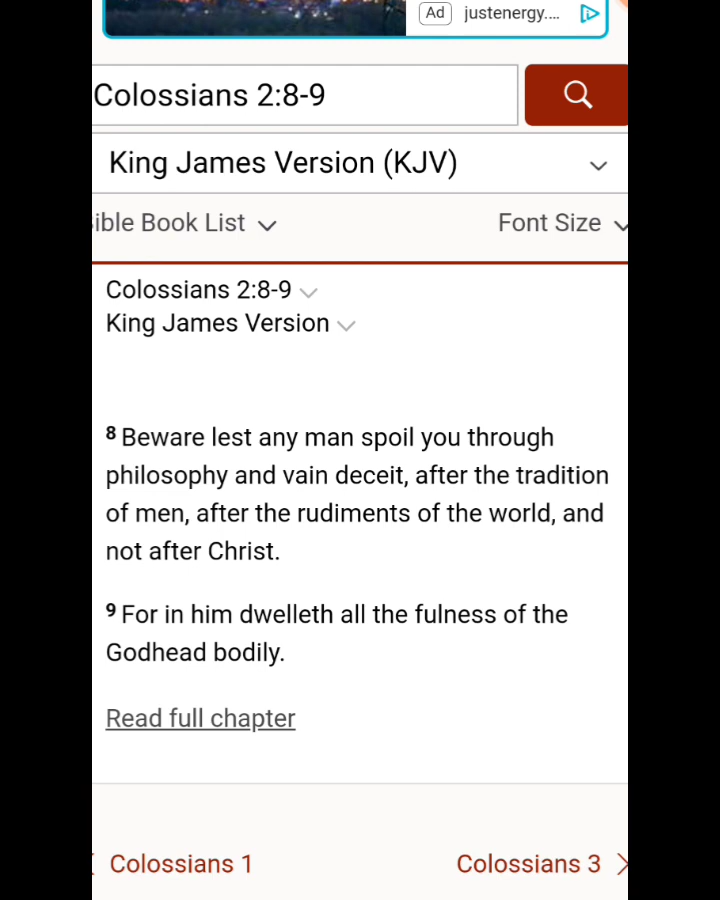 Ad justenergy....
Colossians 2:8-9
King James Version (KJV)
ible Book List Font Size
Colossians 2:8-9
King James Version
8 Beware lest any man spoil you through
philosophy and vain deceit, after the tradition
of men, after the rudiments of the world, and
not after Christ.
9 For in him dwelleth all the fulness of the
Godhead bodily.
Read full chapter
Colossians 1 Colossians 3